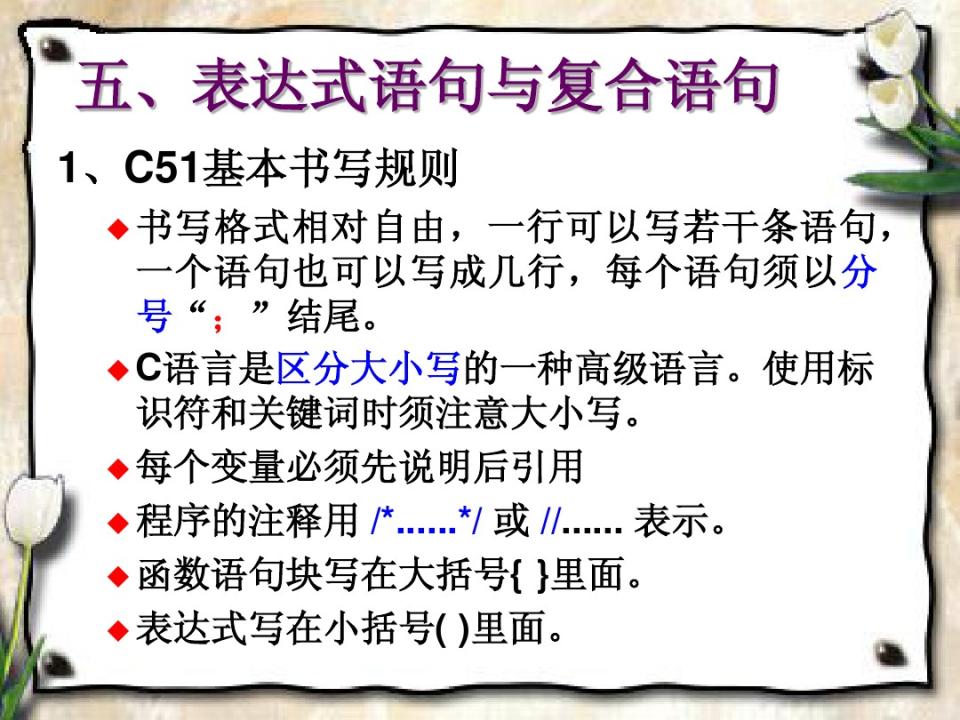 五、表达式语句与复合语句
1、C51基本书写规则
书写格式相对自由，一行可以写若干条语句，
一个语句也可以写成几行，每个语句须以分
号“；”结尾。
C语言是区分大小写的一种高级语言。使用标
识符和关键词时须注意大小写。
每个变量必须先说明后引用
程序的注释用 /*......*/ 或 //...... 表示。
函数语句块写在大括号{ }里面。
表达式写在小括号( )里面。